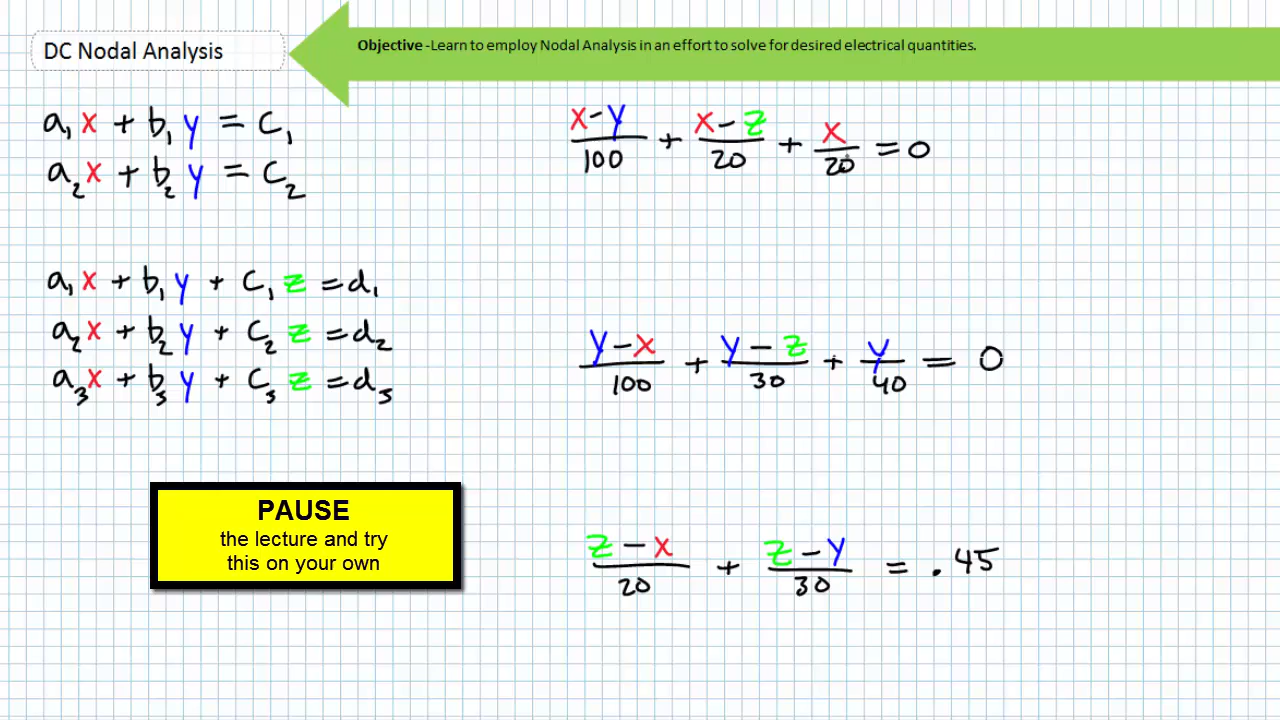 DC Nodal Analysis
Objective -Learn to employ Nodal Analysis in an effort to solve for desired electrical quantities.
a₁x + b₁y = c₁
a₂x + b₂y = c₂
a₁x + b₁y + c₁z = d₁
a₂x + b₂y + c₂z = d₂
a₃x + b₃y + c₃z = d₃
PAUSE
the lecture and try
this on your own
x-y/100 + x-z/20 + x/20 = 0
y-x/100 + y-z/30 + y/40 = 0
z-x/20 + z-y/30 = .45